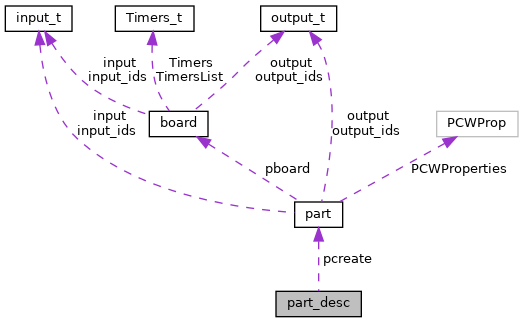 input_t
Timers_t
output_t
input
input_ids
Timers
TimersList
output
output_ids
input
input_ids
board
output
output_ids
PCWProp
pboard
PCWProperties
part
pcreate
part_desc